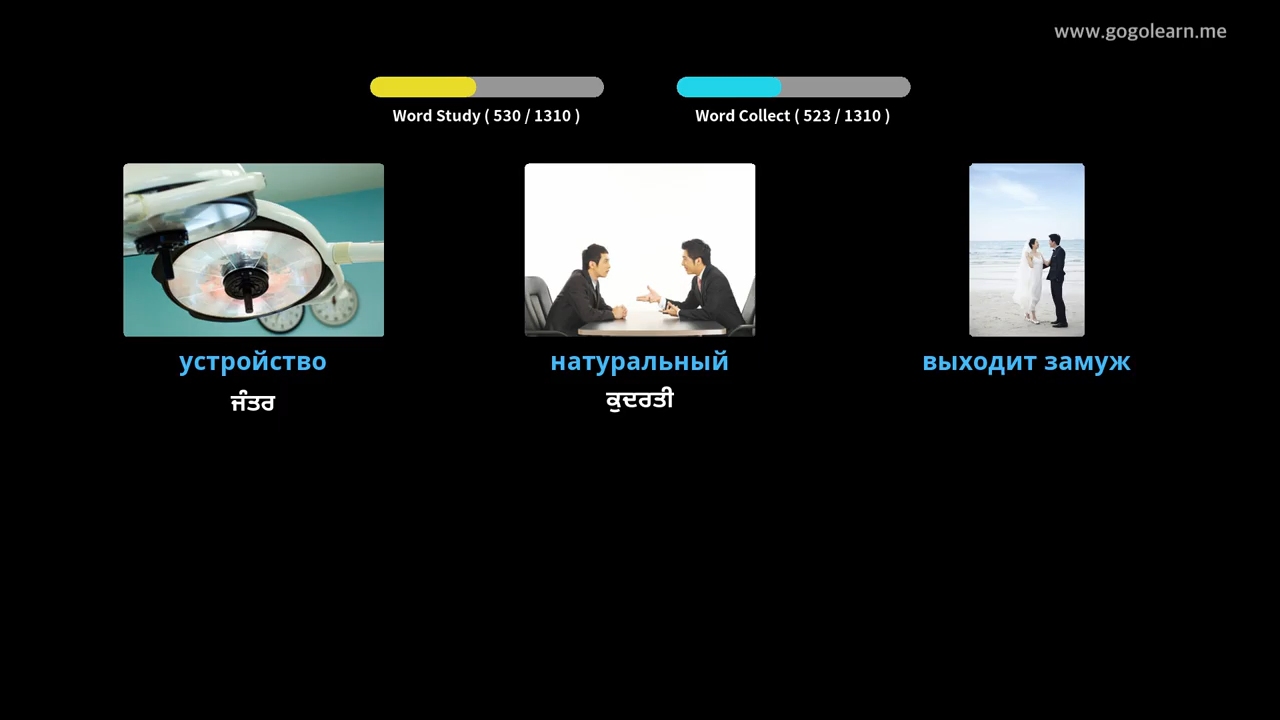 www.gogolearn.me
Word Study ( 530 / 1310 )
Word Collect ( 523 / 1310 )
устройство
натуральный
выходит замуж
ਜੰਤਰ
ਕੁਦਰਤੀ